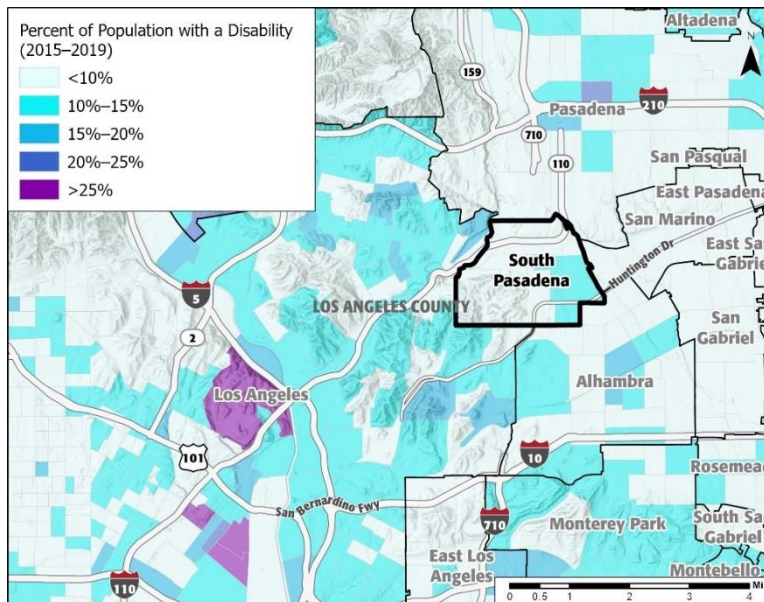 Percent of Population with a Disability
(2015–2019)
<10%
10%–15%
15%–20%
20%–25%
>25%
Altadena
N
159
Pasadena
210
710
110
San Pasqual
East Pasadena
San Marino
East San
Gabriel
Huntington Dr
South
Pasadena
5
LOS ANGELES COUNTY
2
San
Gabriel
Alhambra
Los Angeles
101
10
Rosemead
San Bernardino Fwy
710
Monterey Park
South San
Gabriel
East Los
Angeles
Montebello
110
0 0.5 1 2 3 4